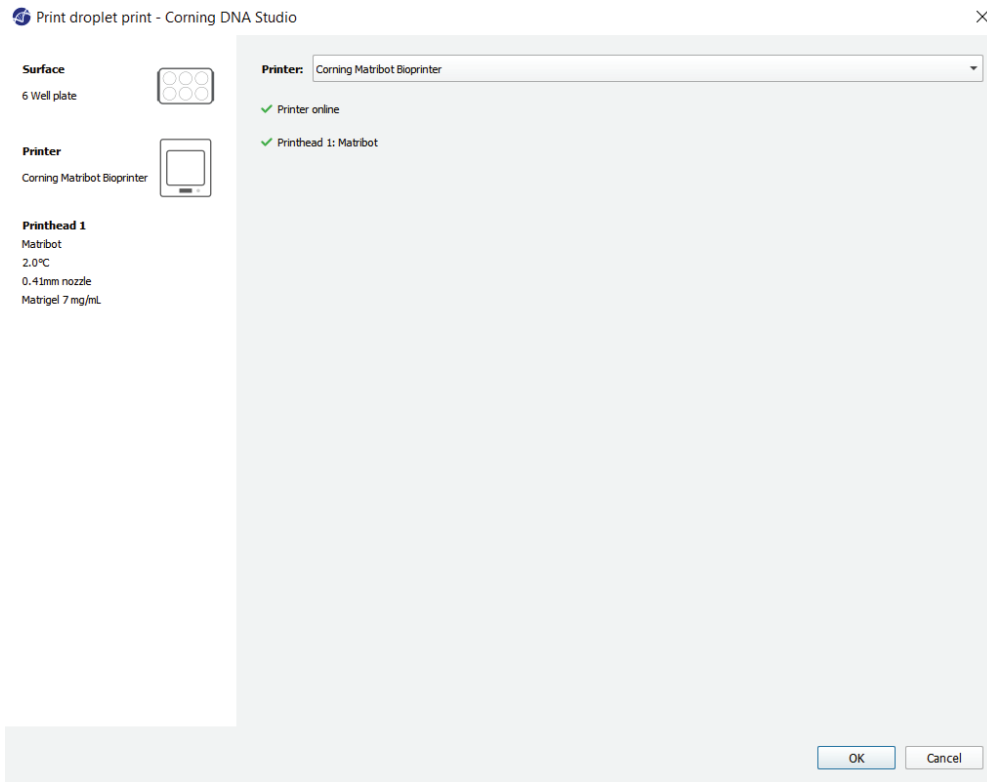 Print droplet print - Corning DNA Studio
Surface
6 Well plate
Printer
Corning Matribot Bioprinter
Printhead 1
Matribot
2.0°C
0.41mm nozzle
Matrigel 7 mg/mL
Printer: Corning Matribot Bioprinter
Printer online
Printhead 1: Matribot
OK Cancel